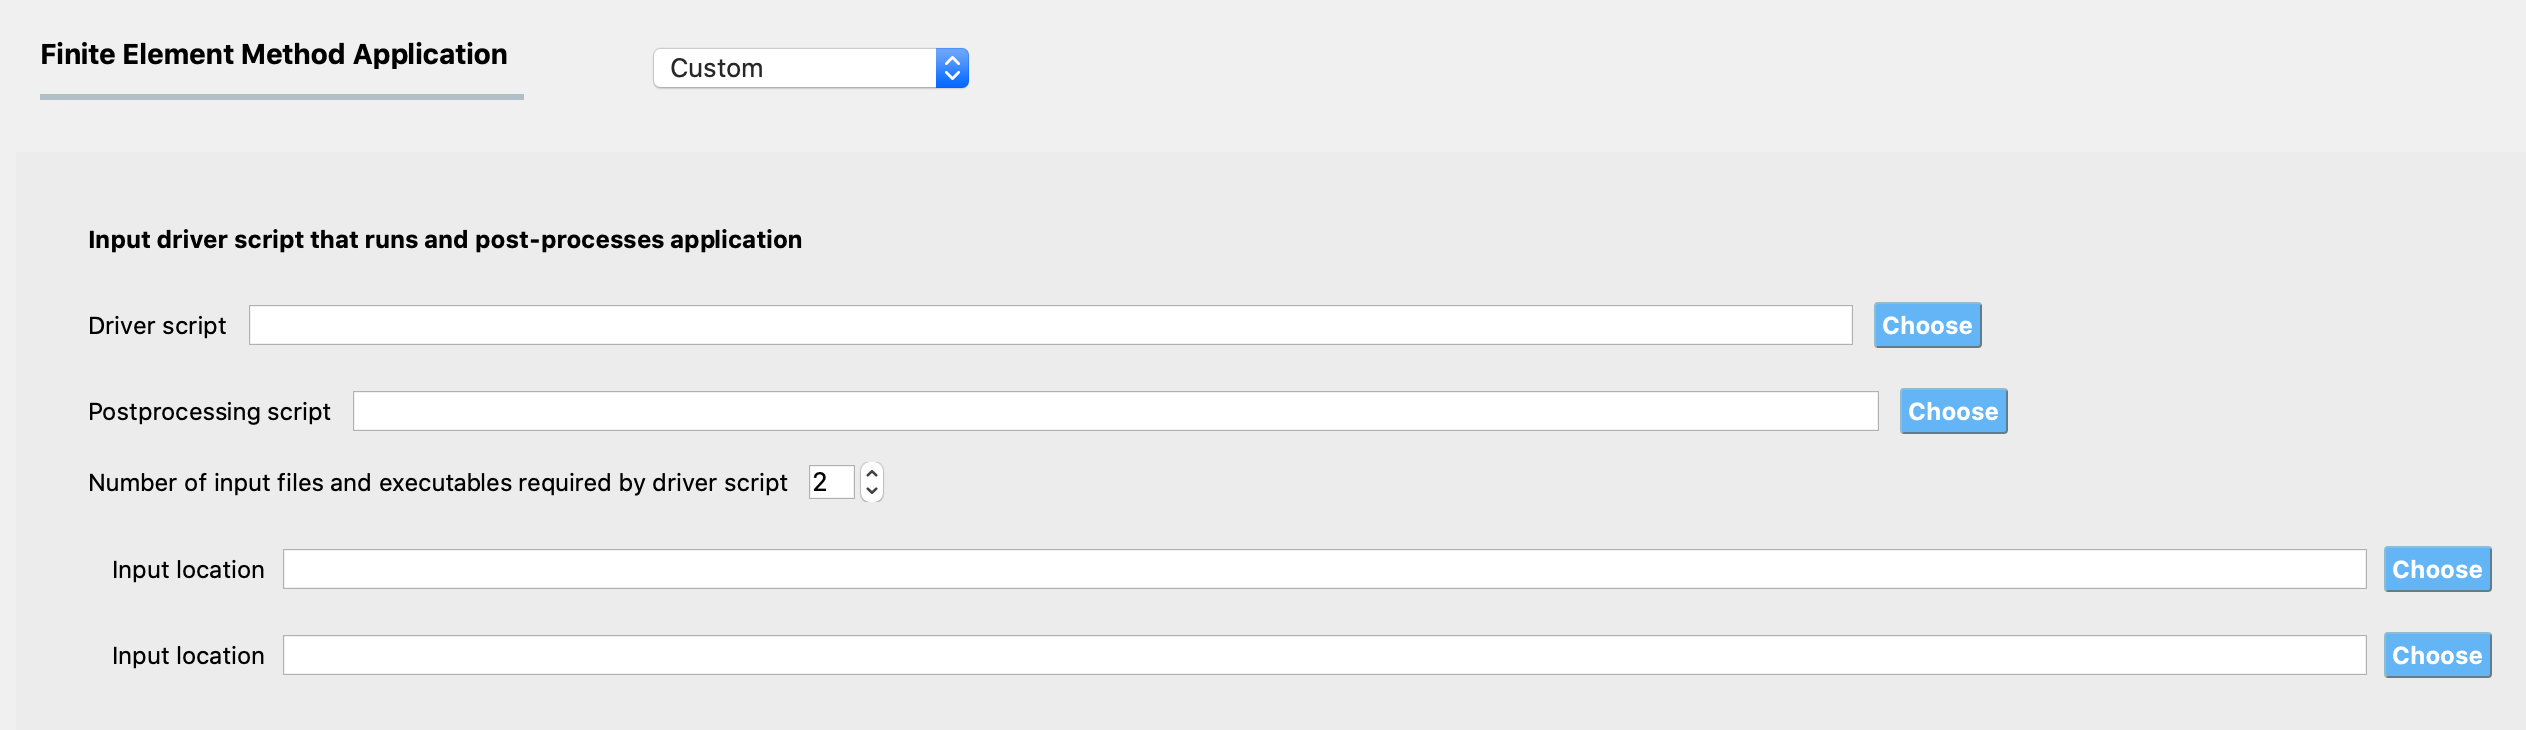 Finite Element Method Application
Custom
Input driver script that runs and post-processes application
Driver script Choose
Postprocessing script Choose
Number of input files and executables required by driver script 2
Input location Choose
Input location Choose